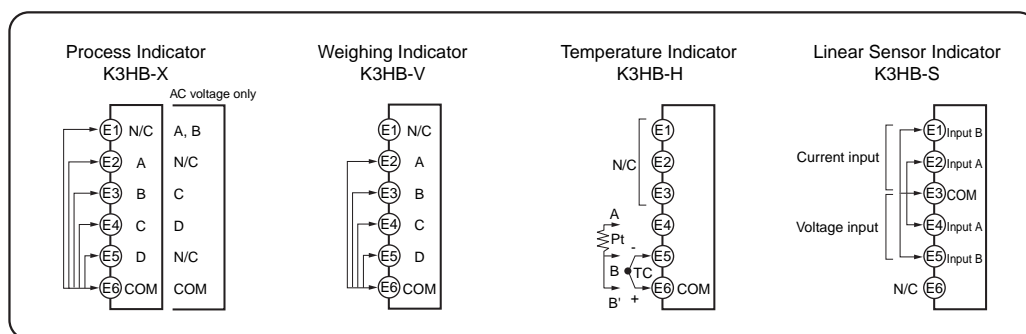 Process Indicator
K3HB-X
AC voltage only
E1 N/C A, B
E2 A N/C
E3 B C
E4 C D
E5 D N/C
E6 COM COM
Weighing Indicator
K3HB-V
E1 N/C
E2 A
E3 B
E4 C
E5 D
E6 COM
Temperature Indicator
K3HB-H
E1
N/C E2
E3
A E4
Pt
B - TC E5
B' + E6 COM
Linear Sensor Indicator
K3HB-S
E1 Input B
Current input E2 Input A
E3 COM
Voltage input E4 Input A
E5 Input B
N/C E6